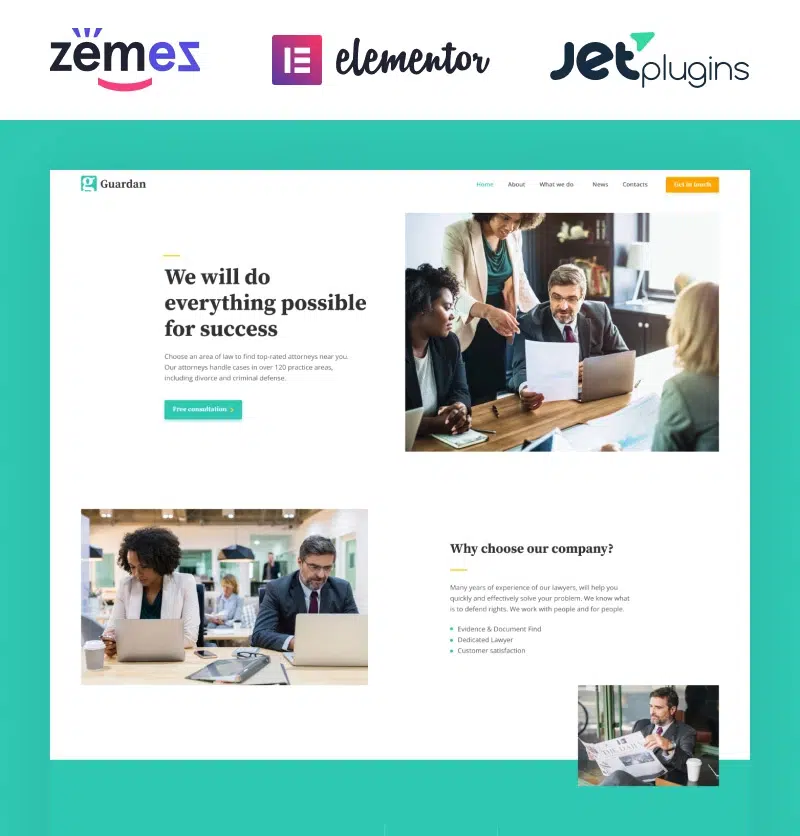 zemez
elementor
JETplugins
Guardan
Home About What we do News Contacts Get in touch
We will do
everything possible
for success
Choose an area of law to find top-rated attorneys near you.
Our attorneys handle cases in over 120 practice areas,
including divorce and criminal defense.
Free consultation
Why choose our company?
Many years of experience of our lawyers, will help you
quickly and effectively solve your problem. We know what
is to defend rights. We work with people and for people.
Evidence & Document Find
Dedicated Lawyer
Customer satisfaction
THE DAILY